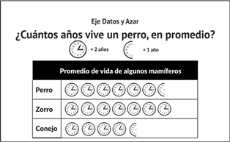 Eje Datos y Azar
¿Cuántos años vive un perro, en promedio?
= 2 años = 1 año
Promedio de vida de algunos mamíferos
Perro
Zorro
Conejo